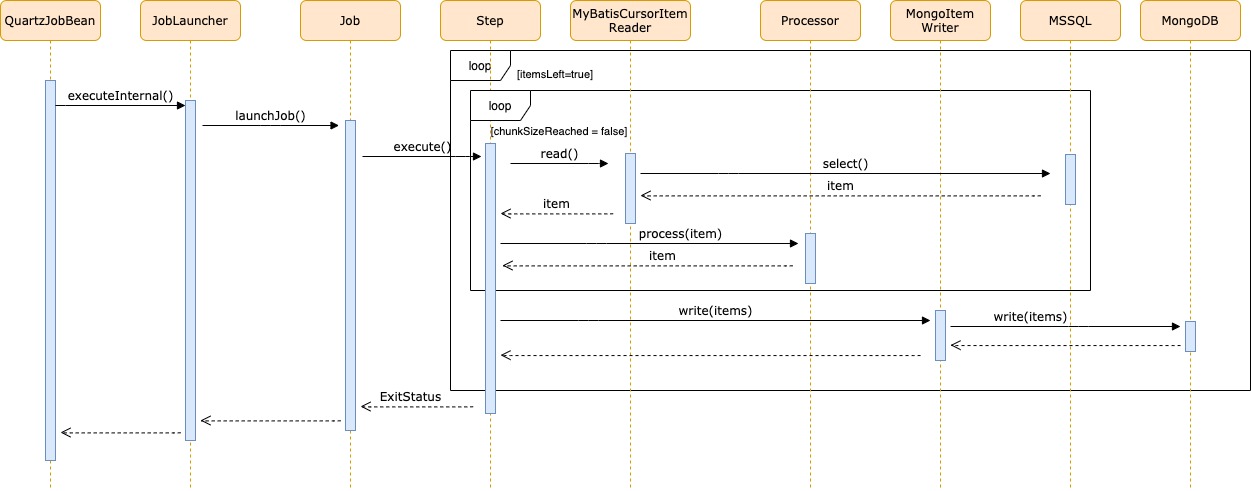 QuartzJobBean
JobLauncher
Job
Step
MyBatisCursorItem
Reader
Processor
MongoItem
Writer
MSSQL
MongoDB
loop
[itemsLeft=true]
executeInternal()
loop
launchJob()
[chunkSizeReached = false]
execute()
read()
select()
item
item
process(item)
item
write(items)
write(items)
ExitStatus